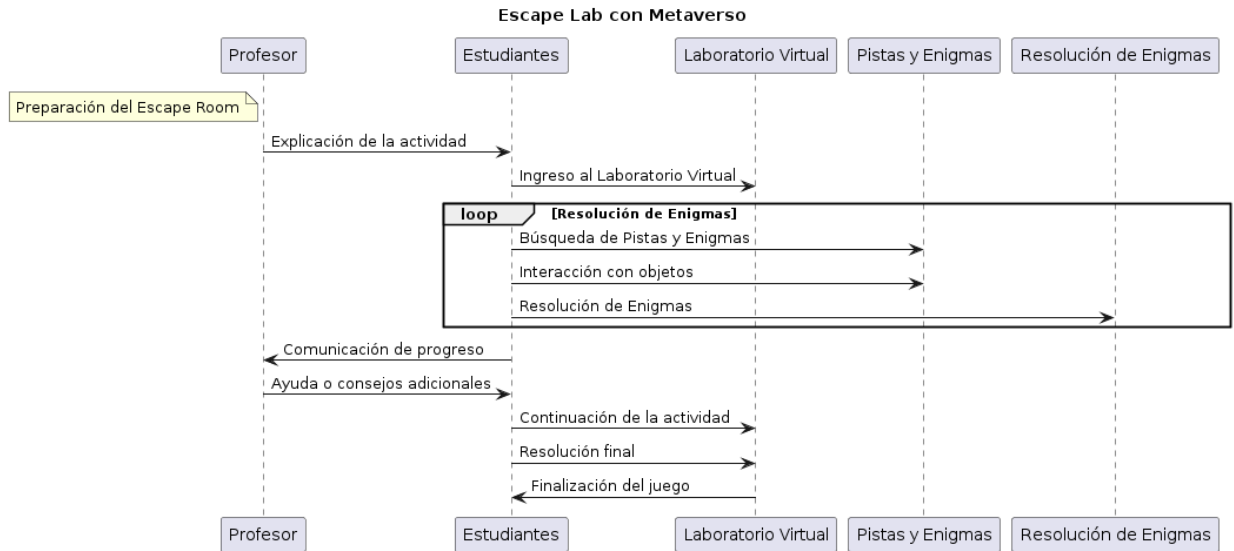 Escape Lab con Metaverso
Profesor Estudiantes Laboratorio Virtual Pistas y Enigmas Resolución de Enigmas
Preparación del Escape Room
Explicación de la actividad
Ingreso al Laboratorio Virtual
loop [Resolución de Enigmas]
Búsqueda de Pistas y Enigmas
Interacción con objetos
Resolución de Enigmas
Comunicación de progreso
Ayuda o consejos adicionales
Continuación de la actividad
Resolución final
Finalización del juego
Profesor Estudiantes Laboratorio Virtual Pistas y Enigmas Resolución de Enigmas